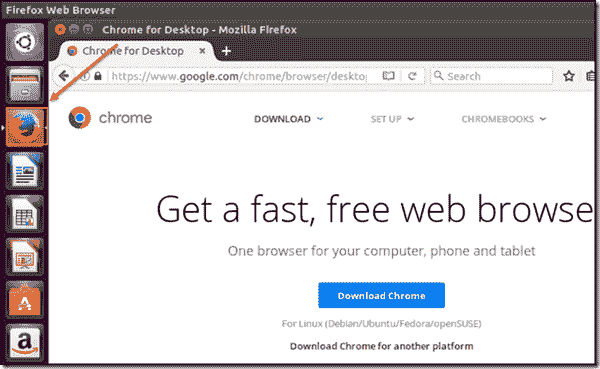 Firefox Web Browser
Chrome for Desktop - Mozilla Firefox
Chrome for Desktop
https://www.google.com/chrome/browser/deskto
Search
chrome
DOWNLOAD
SET UP
CHROMEBOOKS
Get a fast, free web browse
One browser for your computer, phone and tablet
Download Chrome
For Linux (Debian/Ubuntu/Fedora/openSUSE)
Download Chrome for another platform